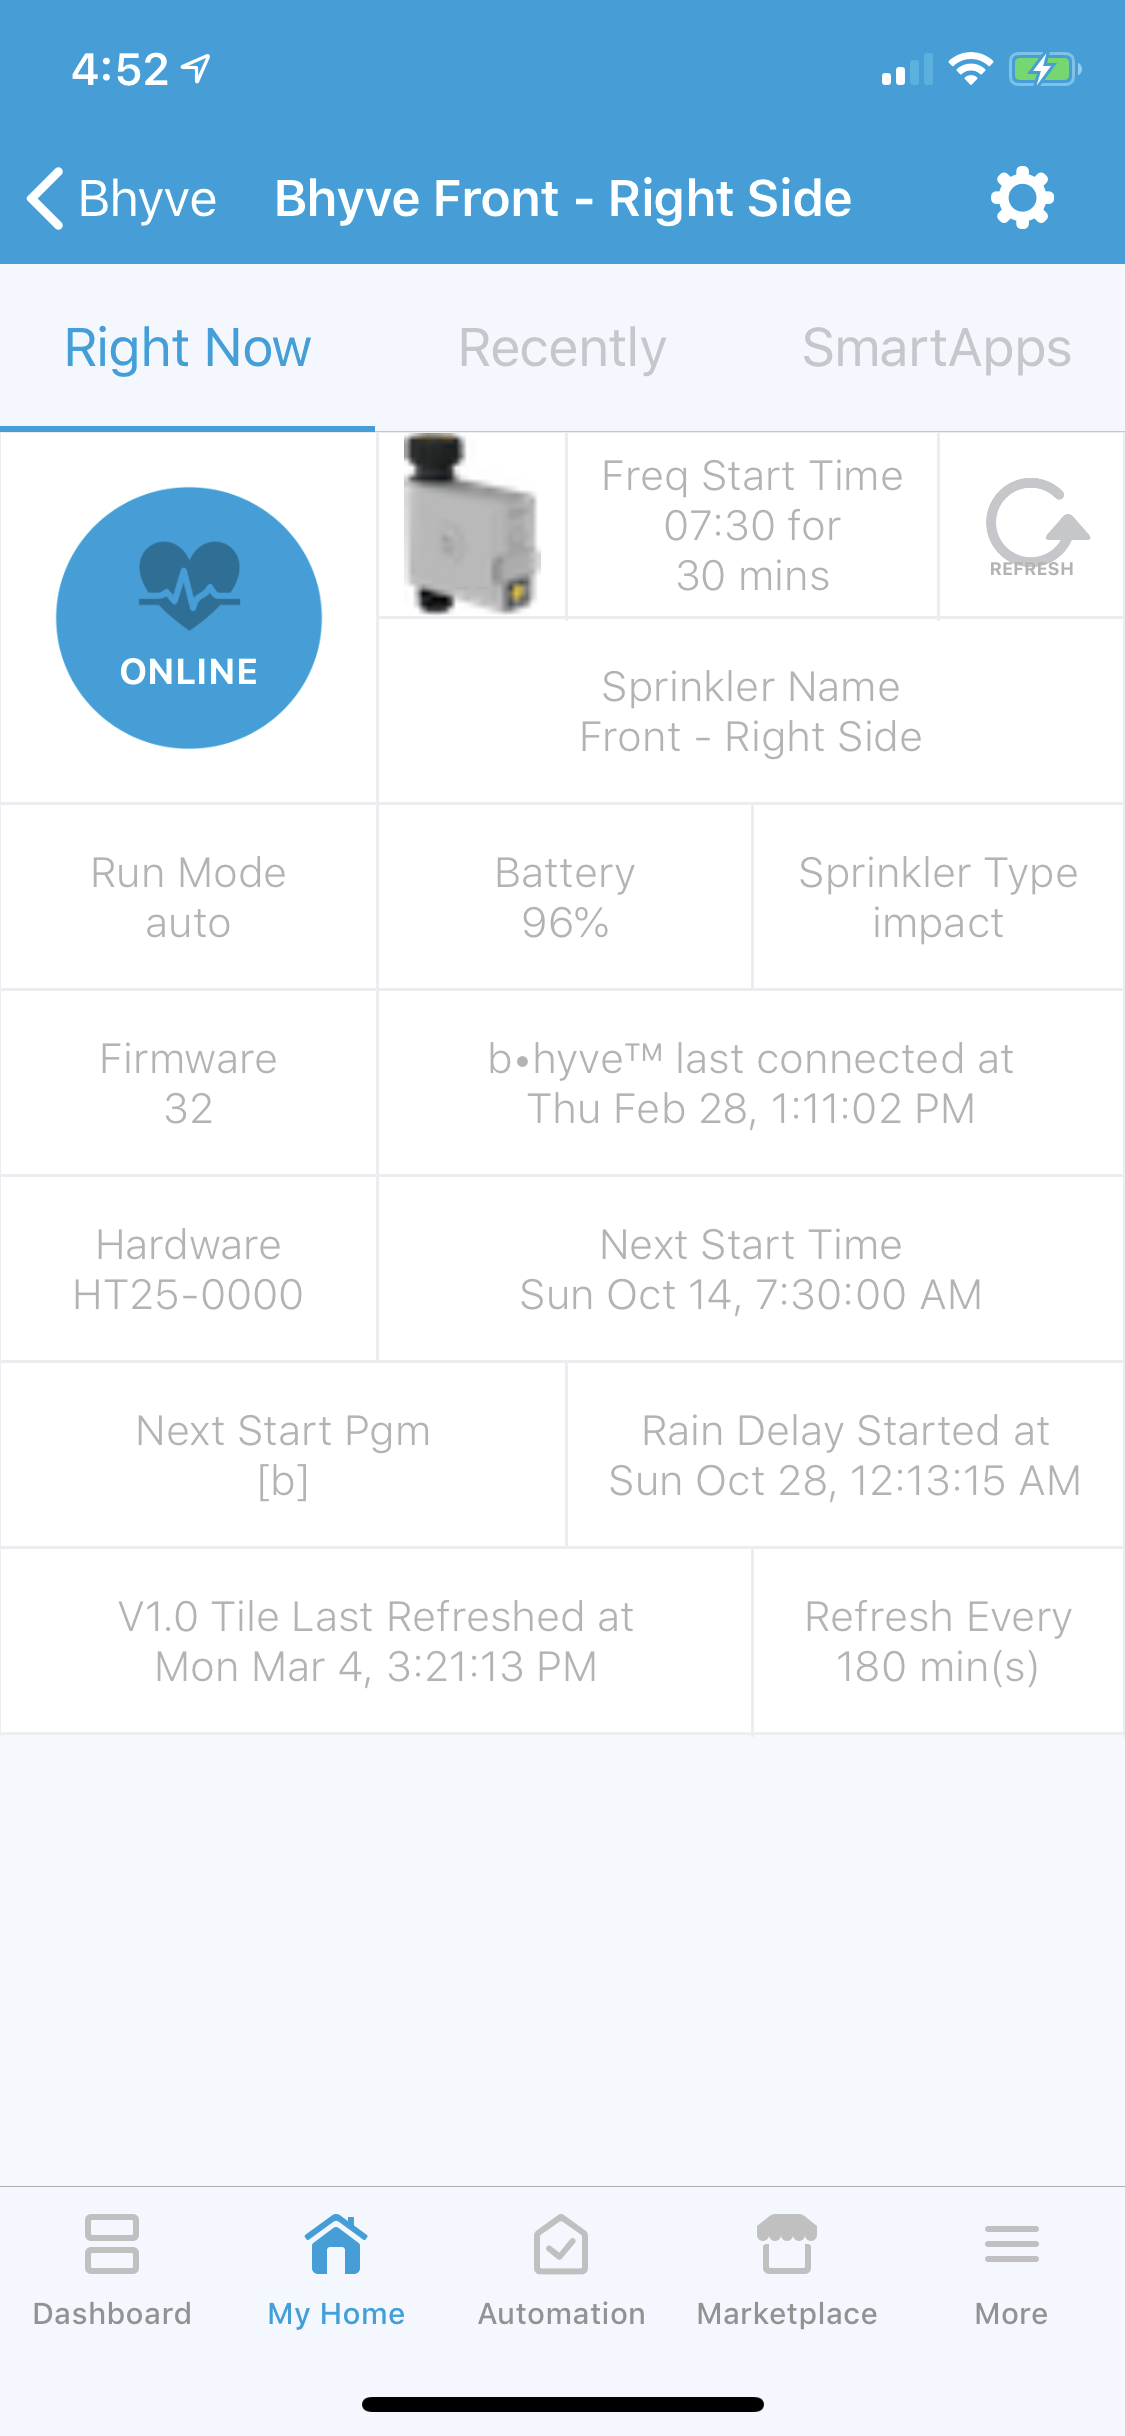 4:52
Bhyve
Bhyve Front - Right Side
Right Now
Recently
SmartApps
ONLINE
Freq Start Time
07:30 for
30 mins
REFRESH
Sprinkler Name
Front - Right Side
Run Mode
auto
Battery
96%
Sprinkler Type
impact
Firmware
32
b•hyve™ last connected at
Thu Feb 28, 1:11:02 PM
Hardware
HT25-0000
Next Start Time
Sun Oct 14, 7:30:00 AM
Next Start Pgm
[b]
Rain Delay Started at
Sun Oct 28, 12:13:15 AM
V1.0 Tile Last Refreshed at
Mon Mar 4, 3:21:13 PM
Refresh Every
180 min(s)
Dashboard
My Home
Automation
Marketplace
More